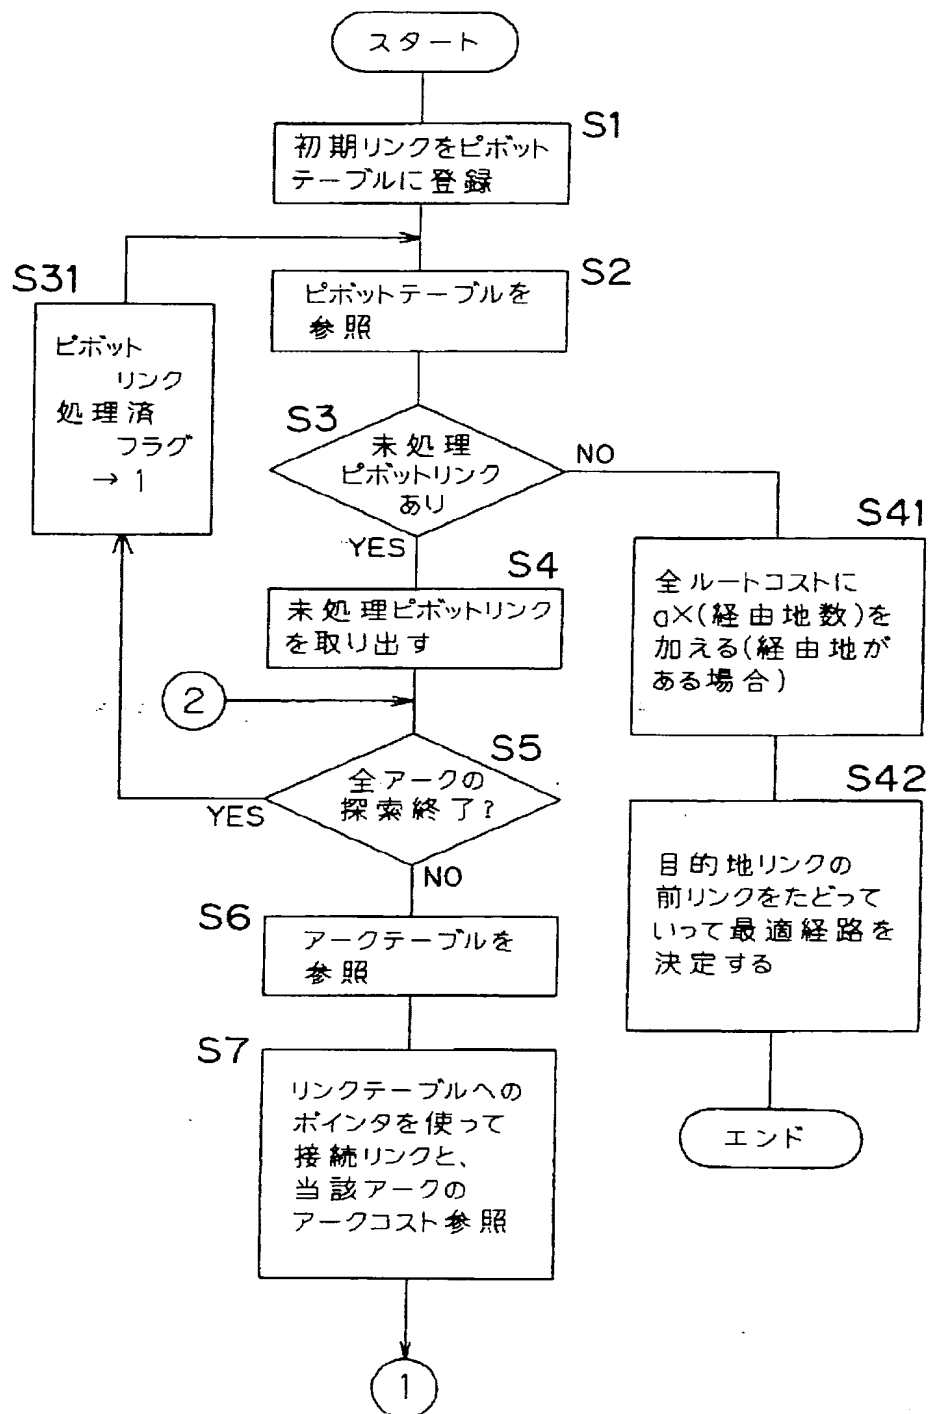 スタート
S1
初期リンクをピボット
テーブルに登録
S31
ピボット
リンク
処理済
フラグ
→ 1
S2
ピボットテーブルを
参照
S3
未処理
ピボットリンク
あり
NO
YES
S4
未処理ピボットリンク
を取り出す
2
S5
全アークの
探索終了?
YES
NO
S6
アークテーブルを
参照
S7
リンクテーブルへの
ポインタを使って
接続リンクと、
当該アークの
アークコスト参照
1
S41
全ルートコストに
a×(経由地数)を
加える(経由地が
ある場合)
S42
目的地リンクの
前リンクをたどって
いって最適経路を
決定する
エンド